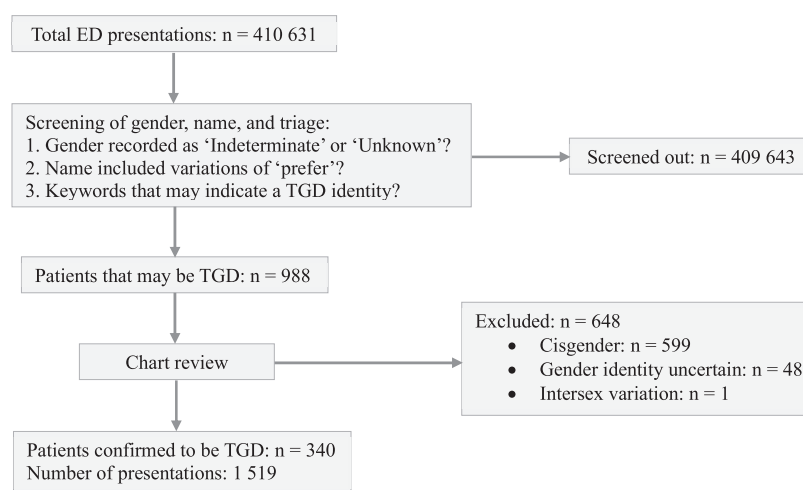 Total ED presentations: n = 410 631
Screening of gender, name, and triage:
1. Gender recorded as ‘Indeterminate’ or ‘Unknown’?
2. Name included variations of ‘prefer’?
3. Keywords that may indicate a TGD identity?
Screened out: n = 409 643
Patients that may be TGD: n = 988
Chart review
Excluded: n = 648
• Cisgender: n = 599
• Gender identity uncertain: n = 48
• Intersex variation: n = 1
Patients confirmed to be TGD: n = 340
Number of presentations: 1 519